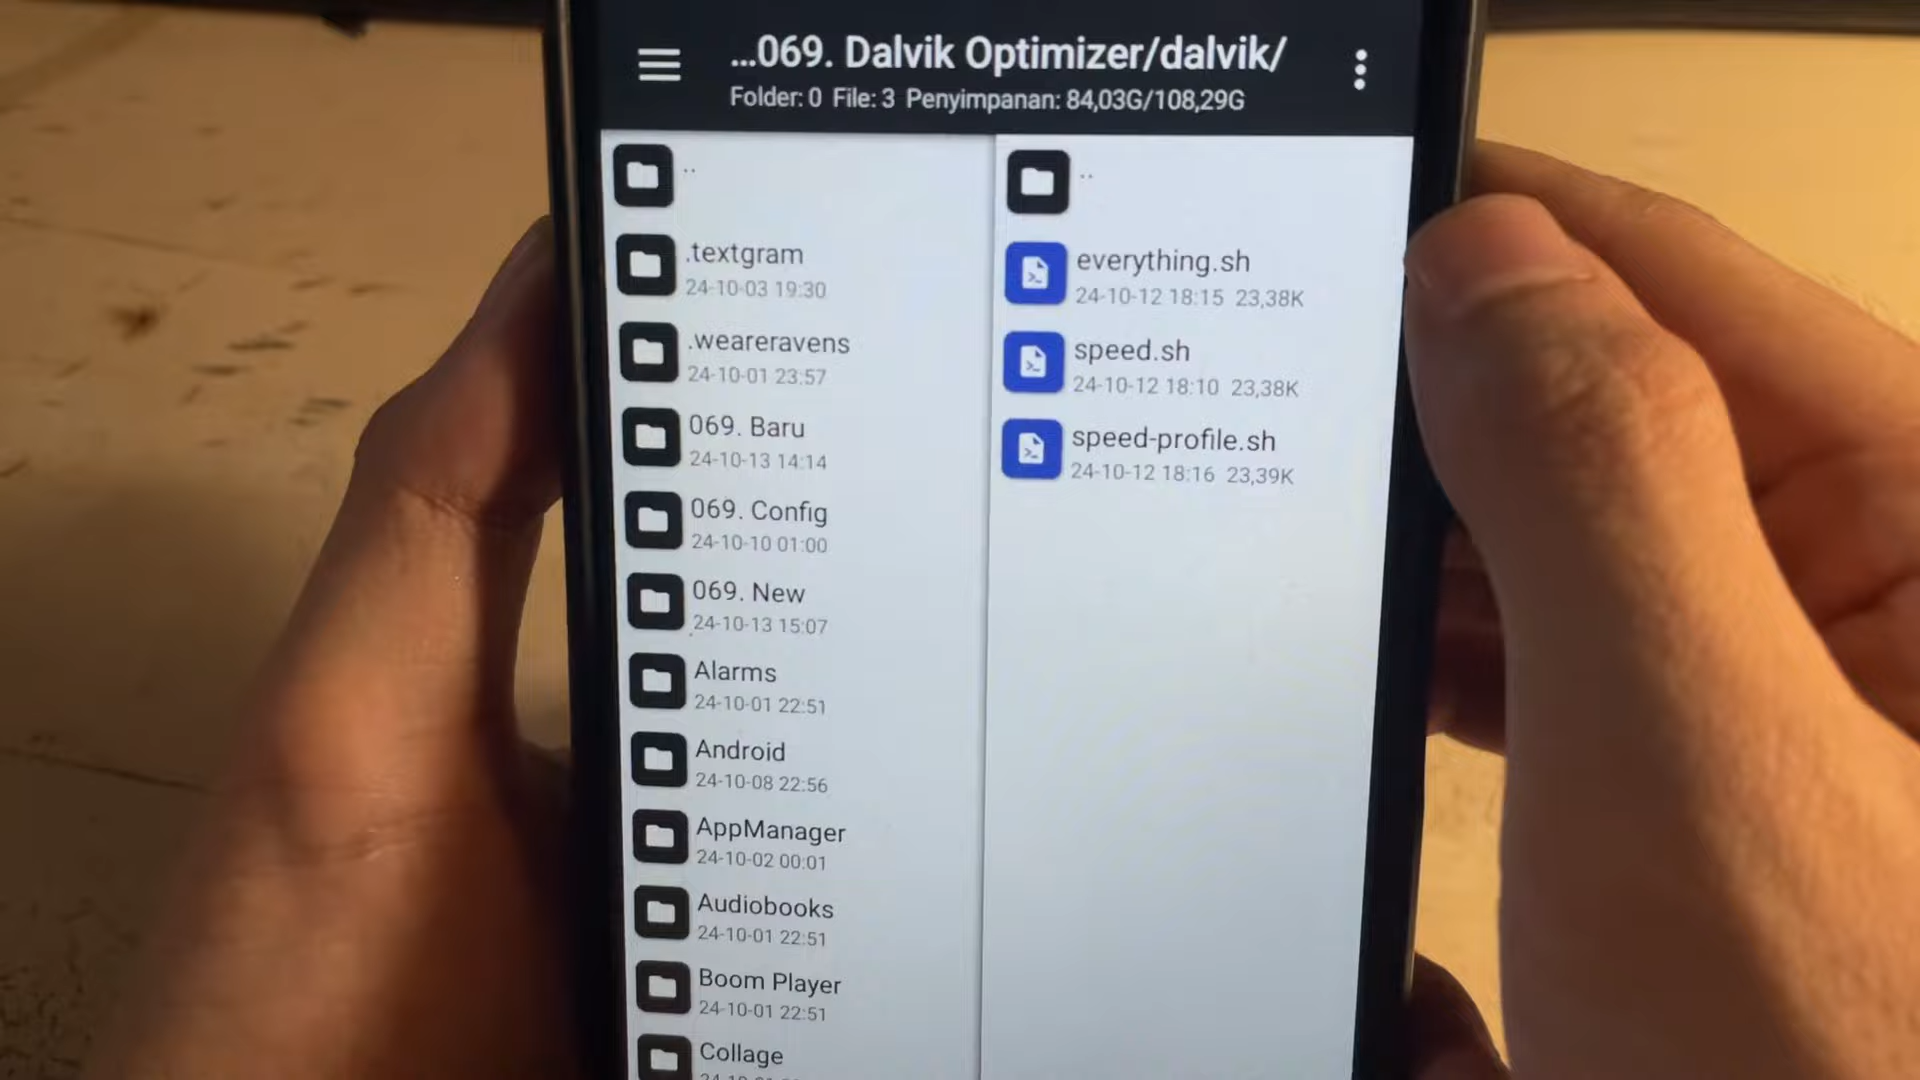 ...069. Dalvik Optimizer/dalvik/
Folder: 0 File: 3 Penyimpanan: 84,03G/108,29G
..
.textgram
24-10-03 19:30
.weareravens
24-10-01 23:57
069. Baru
24-10-13 14:14
069. Config
24-10-10 01:00
069. New
24-10-13 15:07
Alarms
24-10-01 22:51
Android
24-10-08 22:56
AppManager
24-10-02 00:01
Audiobooks
24-10-01 22:51
Boom Player
24-10-01 22:51
Collage
..
everything.sh
24-10-12 18:15 23,38K
speed.sh
24-10-12 18:10 23,38K
speed-profile.sh
24-10-12 18:16 23,39K